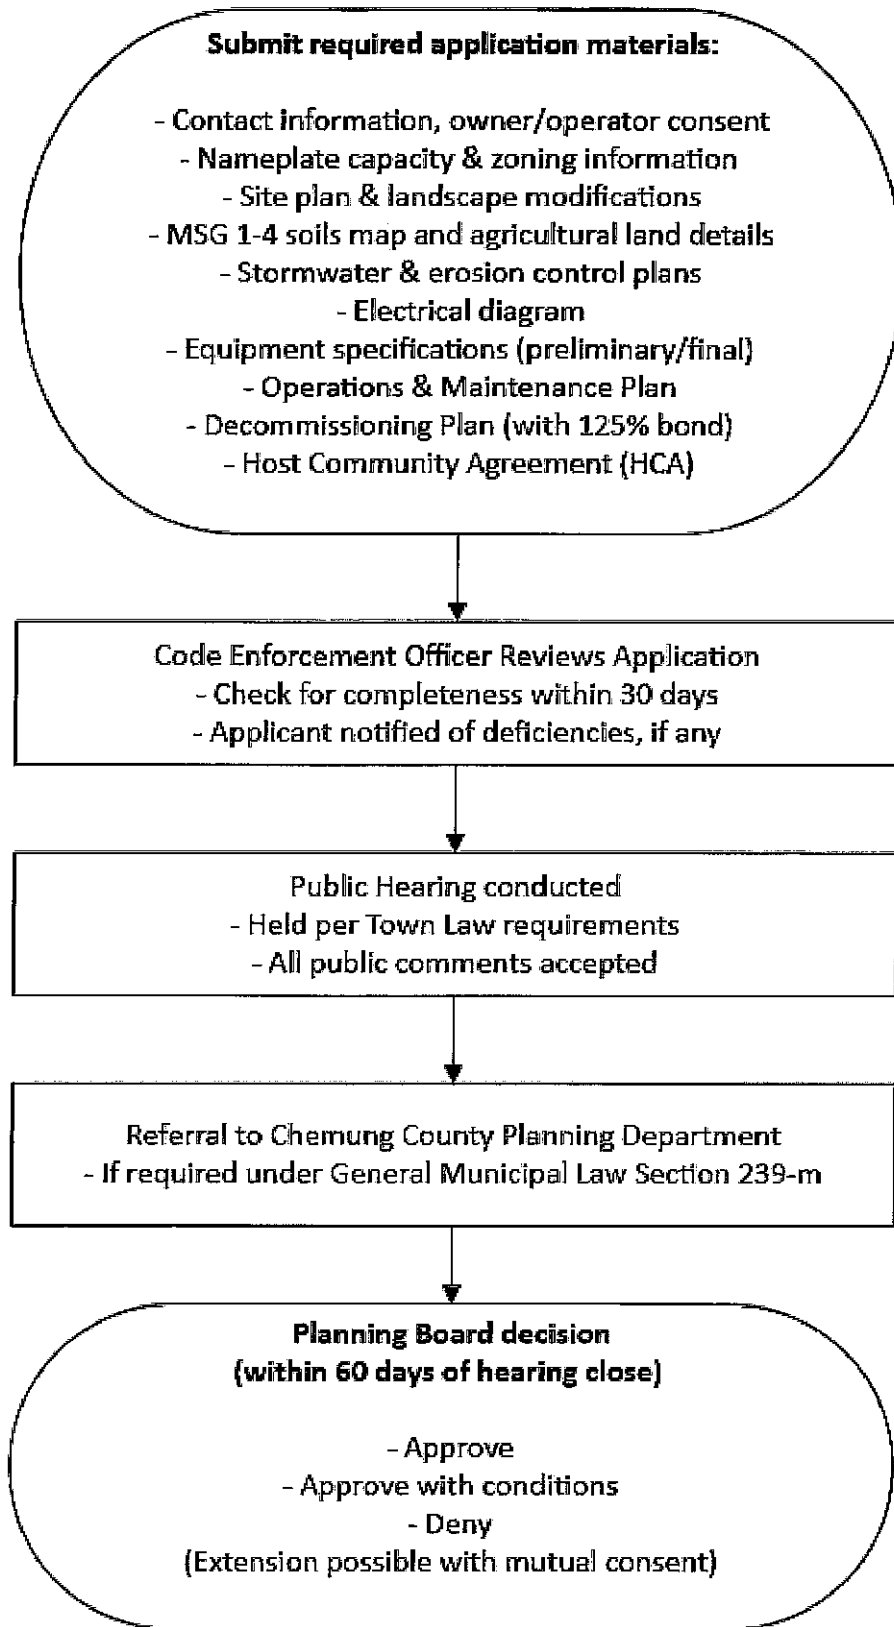 Submit required application materials:
- Contact information, owner/operator consent
- Nameplate capacity & zoning information
- Site plan & landscape modifications
- MSG 1-4 soils map and agricultural land details
- Stormwater & erosion control plans
- Electrical diagram
- Equipment specifications (preliminary/final)
- Operations & Maintenance Plan
- Decommissioning Plan (with 125% bond)
- Host Community Agreement (HCA)
Code Enforcement Officer Reviews Application
- Check for completeness within 30 days
- Applicant notified of deficiencies, if any
Public Hearing conducted
- Held per Town Law requirements
- All public comments accepted
Referral to Chemung County Planning Department
- If required under General Municipal Law Section 239-m
Planning Board decision
(within 60 days of hearing close)
- Approve
- Approve with conditions
- Deny
(Extension possible with mutual consent)